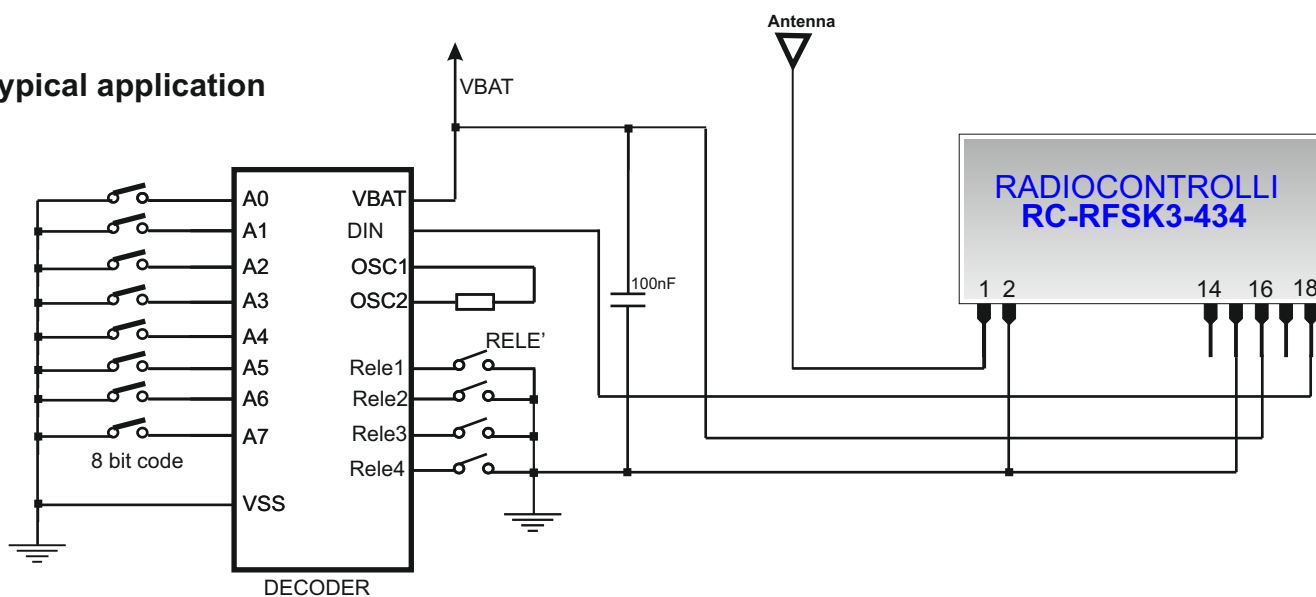 Antenna
ypical application
VBAT
RADIOCONTROLLI
RC-RFSK3-434
A0
VBAT
A1
DIN
A2
OSC1
A3
OSC2
100nF
1 2
14 16 18
A4
RELE'
A5
Rele1
A6
Rele2
A7
Rele3
8 bit code
Rele4
VSS
DECODER